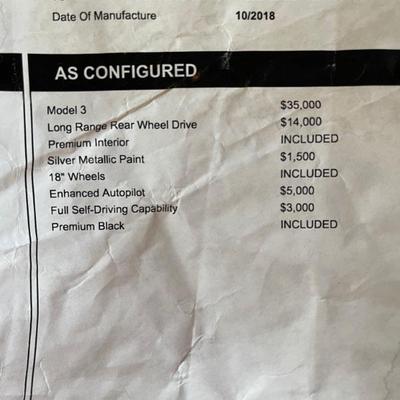 Date Of Manufacture 10/2018
AS CONFIGURED
Model 3 $35,000
Long Range Rear Wheel Drive $14,000
Premium Interior INCLUDED
Silver Metallic Paint $1,500
18" Wheels INCLUDED
Enhanced Autopilot $5,000
Full Self-Driving Capability $3,000
Premium Black INCLUDED